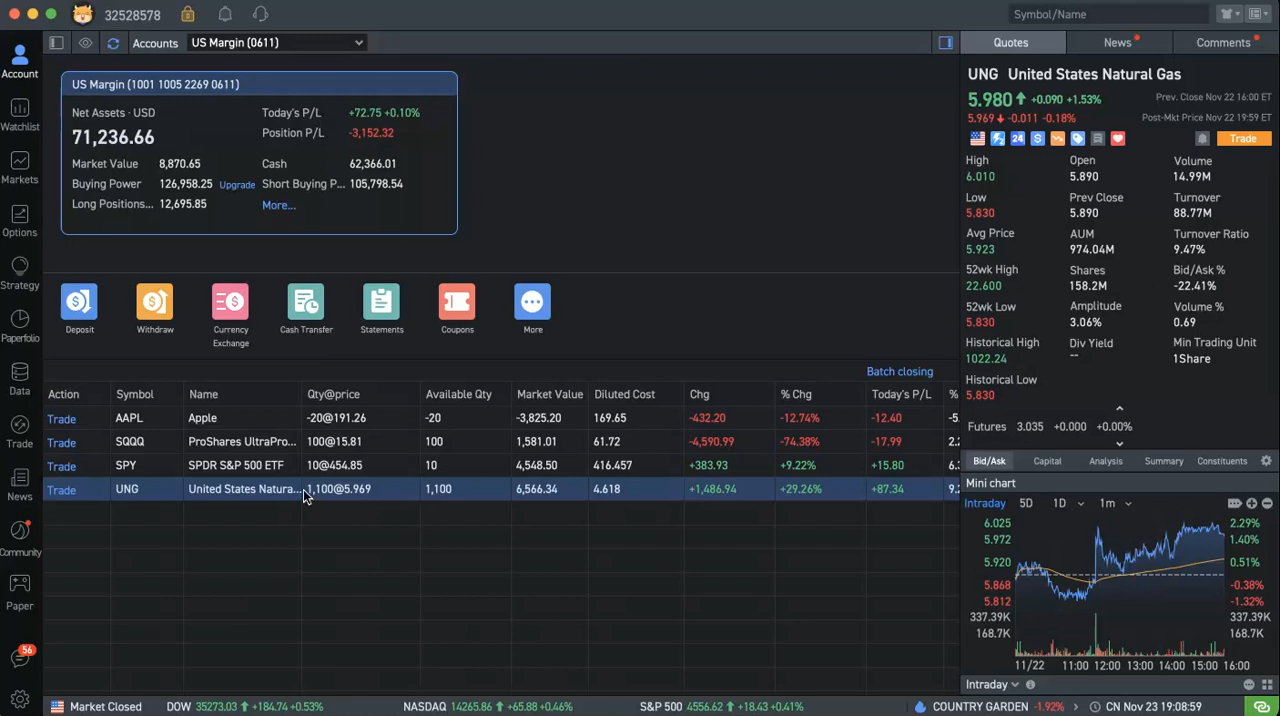 32528578
Symbol/Name
Accounts US Margin (0611)
Quotes News Comments
Account
Watchlist
Markets
Options
Strategy
Paperfolio
Data
Trade
News
Community
Paper
56
US Margin (1001 1005 2269 0611)
Net Assets · USD Today's P/L +72.75 +0.10%
71,236.66 Position P/L -3,152.32
Market Value 8,870.65 Cash 62,366.01
Buying Power 126,958.25 Upgrade Short Buying P... 105,798.54
Long Positions... 12,695.85 More...
Deposit
Withdraw
Currency Exchange
Cash Transfer
Statements
Coupons
More
Batch closing
Action Symbol Name Qty@price Available Qty Market Value Diluted Cost Chg % Chg Today's P/L %
Trade AAPL Apple -20@191.26 -20 -3,825.20 169.65 -432.20 -12.74% -12.40 -5.
Trade SQQQ ProShares UltraPro... 100@15.81 100 1,581.01 61.72 -4,590.99 -74.38% -17.99 2.2
Trade SPY SPDR S&P 500 ETF 10@454.85 10 4,548.50 416.457 +383.93 +9.22% +15.80 6.3
Trade UNG United States Natura... 1,100@5.969 1,100 6,566.34 4.618 +1,486.94 +29.26% +87.34 9.2
UNG United States Natural Gas
5.980 +0.090 +1.53% Prev. Close Nov 22 16:00 ET
5.969 -0.011 -0.18% Post-Mkt Price Nov 22 19:59 ET
24 $ Trade
High Open Volume
6.010 5.890 14.99M
Low Prev Close Turnover
5.830 5.890 88.77M
Avg Price AUM Turnover Ratio
5.923 974.04M 9.47%
52wk High Shares Bid/Ask %
22.600 158.2M -22.41%
52wk Low Amplitude Volume %
5.830 3.06% 0.69
Historical High Div Yield Min Trading Unit
1022.24 -- 1Share
Historical Low
5.830
Futures 3.035 +0.000 +0.00%
Bid/Ask Capital Analysis Summary Constituents
Mini chart
Intraday 5D 1D 1m
6.025 2.29%
5.972 1.40%
5.920 0.51%
5.868 -0.38%
5.812 -1.32%
337.39K 337.39K
168.7K 168.7K
11/22 11:00 12:00 13:00 14:00 15:00 16:00
Intraday
Market Closed DOW 35273.03 +184.74 +0.53% NASDAQ 14265.86 +65.88 +0.46% S&P 500 4556.62 +18.43 +0.41% COUNTRY GARDEN -1.92% CN Nov 23 19:08:59